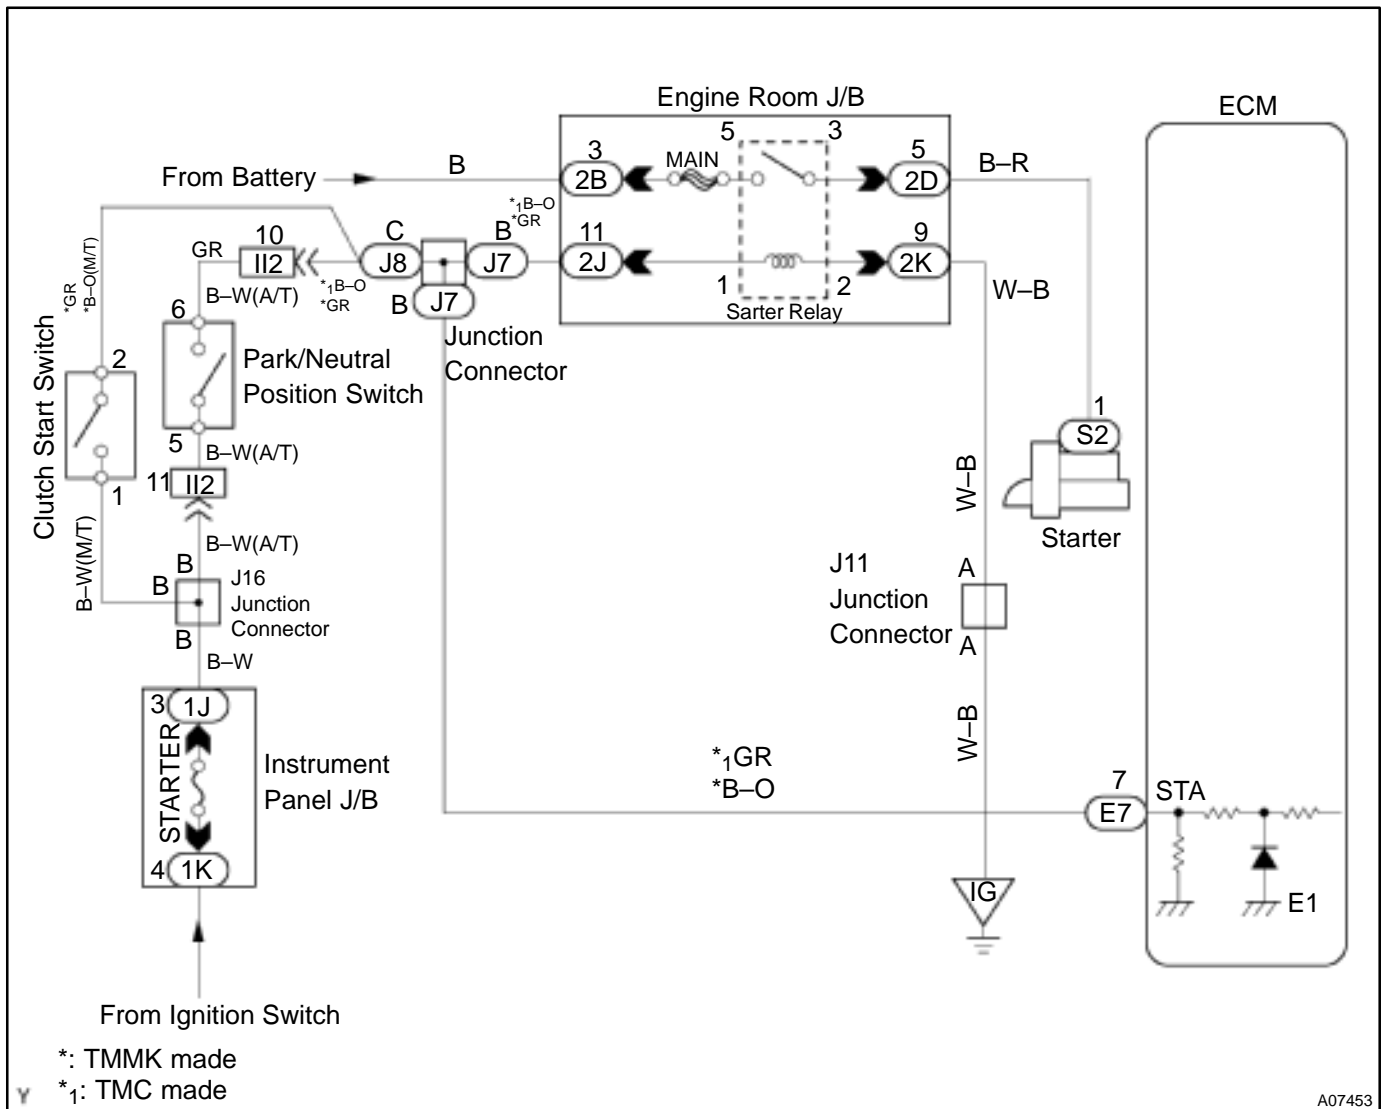 Engine Room J/B
ECM
5
3
3
MAIN
5
B–R
From Battery
B
2B
2D
*1B–O
*GR
10
C
B
11
9
GR
II2
J8
J7
2J
2K
*GR
*B–O(M/T)
B–W(A/T)
*1B–O
*GR
1
2
W–B
6
B
J7
Sarter Relay
Junction
Connector
Clutch Start Switch
2
Park/Neutral
Position Switch
1
S2
5
B–W(A/T)
11
II2
1
W–B
Starter
B–W(M/T)
B–W(A/T)
B
B
J16
Junction
Connector
B
J11
Junction
Connector
A
A
B–W
3
1J
STARTER
Instrument
Panel J/B
W–B
*1GR
*B–O
7
E7
STA
4
1K
IG
E1
From Ignition Switch
*: TMMK made
*1: TMC made
Y
A07453